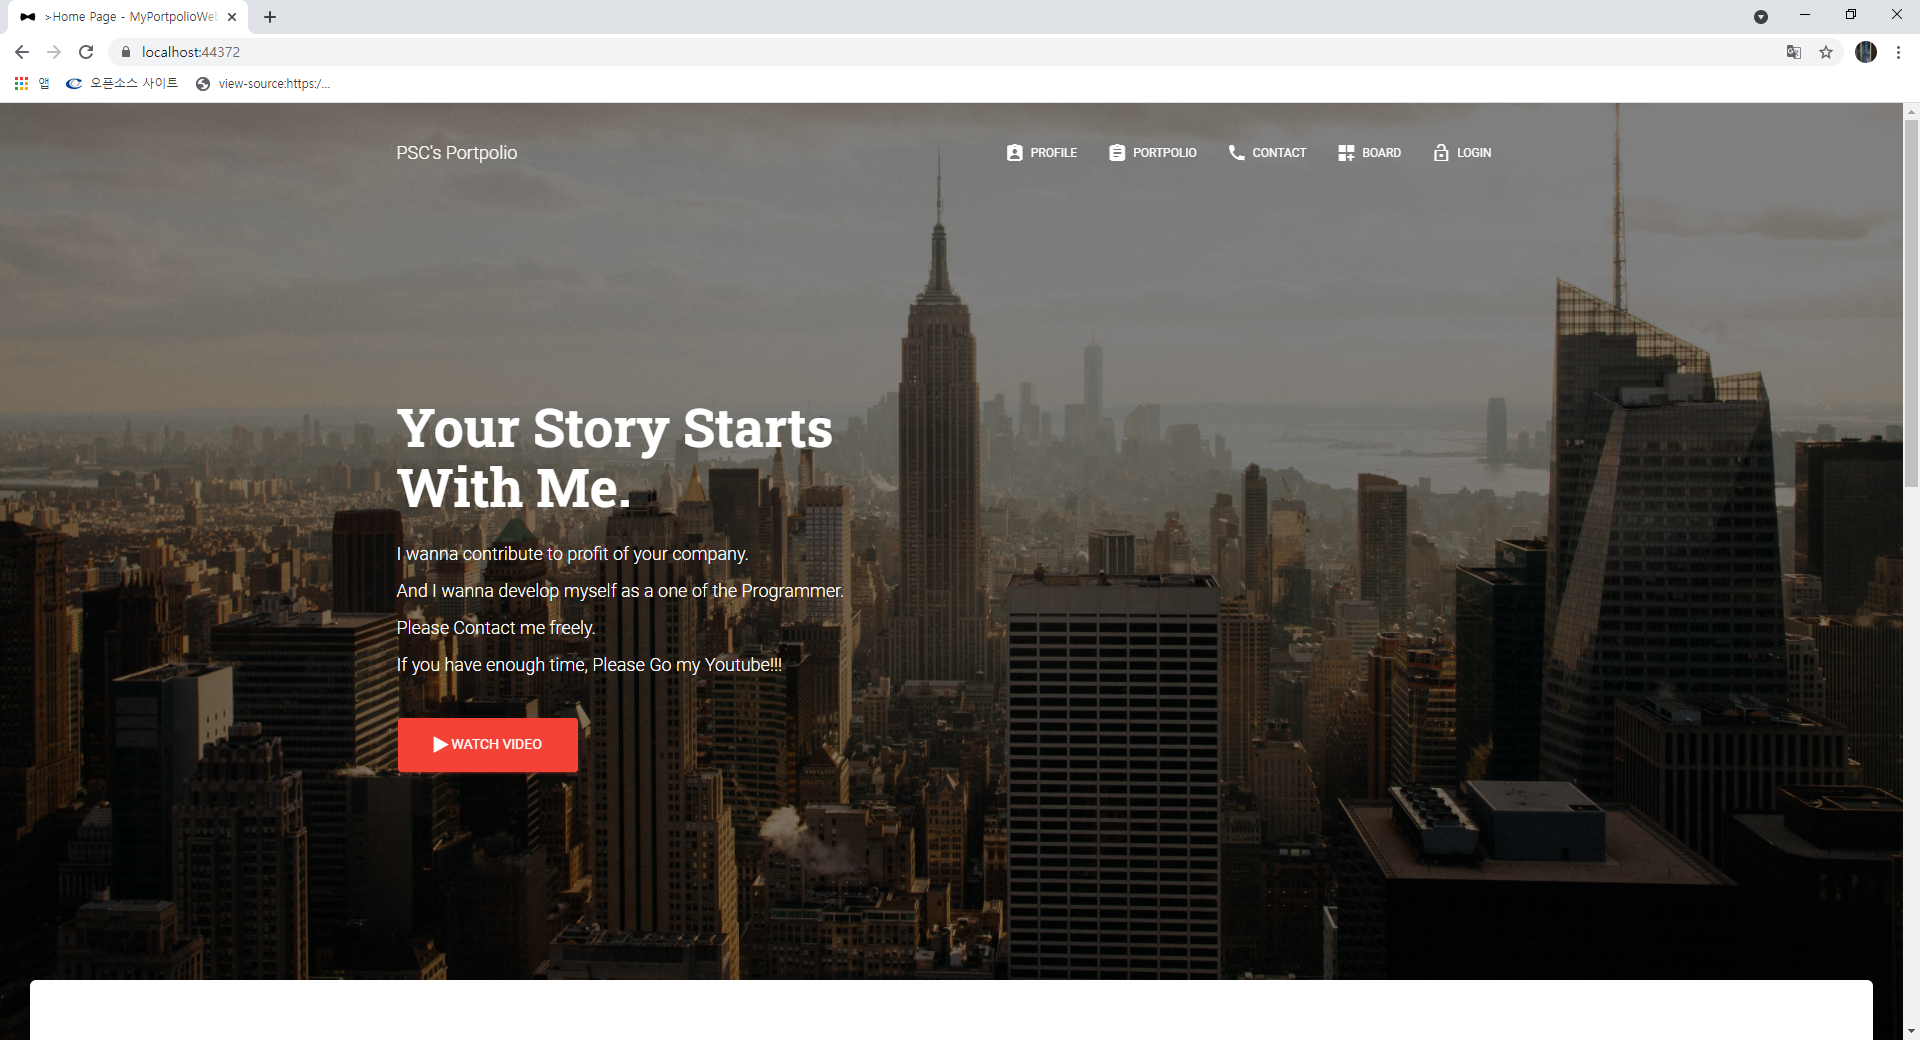 >Home Page - MyPortpolioWeb
localhost:44372
앱
오픈소스 사이트
view-source:https:/...
PSC's Portpolio
PROFILE
PORTPOLIO
CONTACT
BOARD
LOGIN
Your Story Starts
With Me.
I wanna contribute to profit of your company.
And I wanna develop myself as a one of the Programmer.
Please Contact me freely.
If you have enough time, Please Go my Youtube!!!
WATCH VIDEO